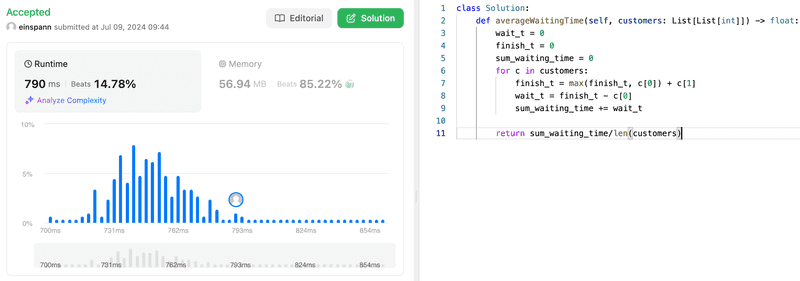 Accepted
einspann submitted at Jul 09, 2024 09:44
Editorial
Solution
Runtime
790 ms Beats 14.78%
Analyze Complexity
Memory
56.94 MB Beats 85.22%
10%
5%
0%
700ms 731ms 762ms 793ms 824ms 854ms
700ms 731ms 762ms 793ms 824ms 854ms
1 class Solution:
2 def averageWaitingTime(self, customers: List[List[int]]) -> float:
3 wait_t = 0
4 finish_t = 0
5 sum_waiting_time = 0
6 for c in customers:
7 finish_t = max(finish_t, c[0]) + c[1]
8 wait_t = finish_t - c[0]
9 sum_waiting_time += wait_t
10
11 return sum_waiting_time/len(customers)